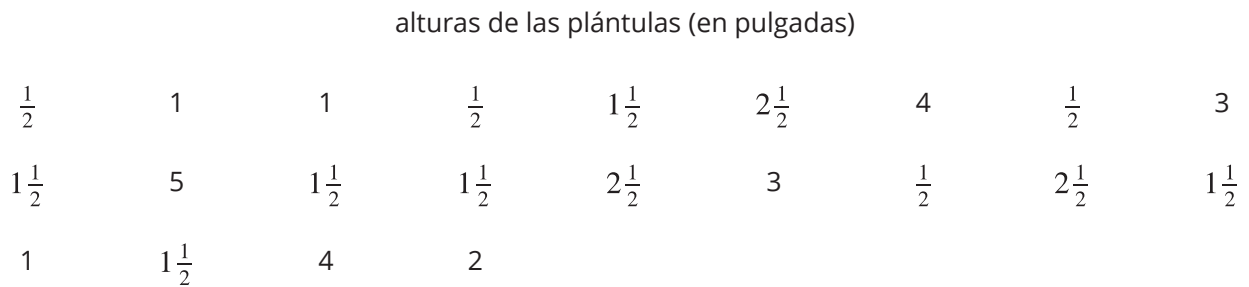 alturas de las plántulas (en pulgadas)
1/2 1 1 1/2 1 1/2 2 1/2 4 1/2 3
1 1/2 5 1 1/2 1 1/2 2 1/2 3 1/2 2 1/2 1 1/2
1 1 1/2 4 2